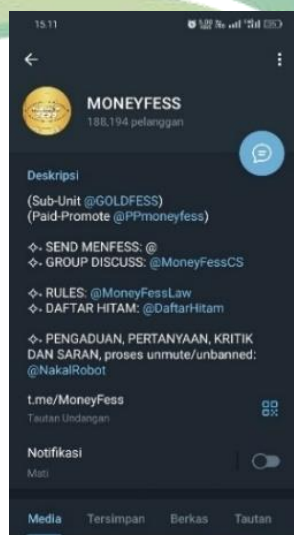 15.11
MONEYFESS
188,194 pelanggan
Deskripsi
(Sub-Unit @GOLDFESS)
(Paid-Promote @PPmoneyfess)
✧. SEND MENFESS: @
✧. GROUP DISCUSS: @MoneyFessCS
✧. RULES: @MoneyFessLaw
✧. DAFTAR HITAM: @DaftarHitam
✧. PENGADUAN, PERTANYAAN, KRITIK
DAN SARAN, proses unmute/unbanned:
@NakalRobot
t.me/MoneyFess
Tautan Undangan
Notifikasi
Mati
Media Tersimpan Berkas Tautan